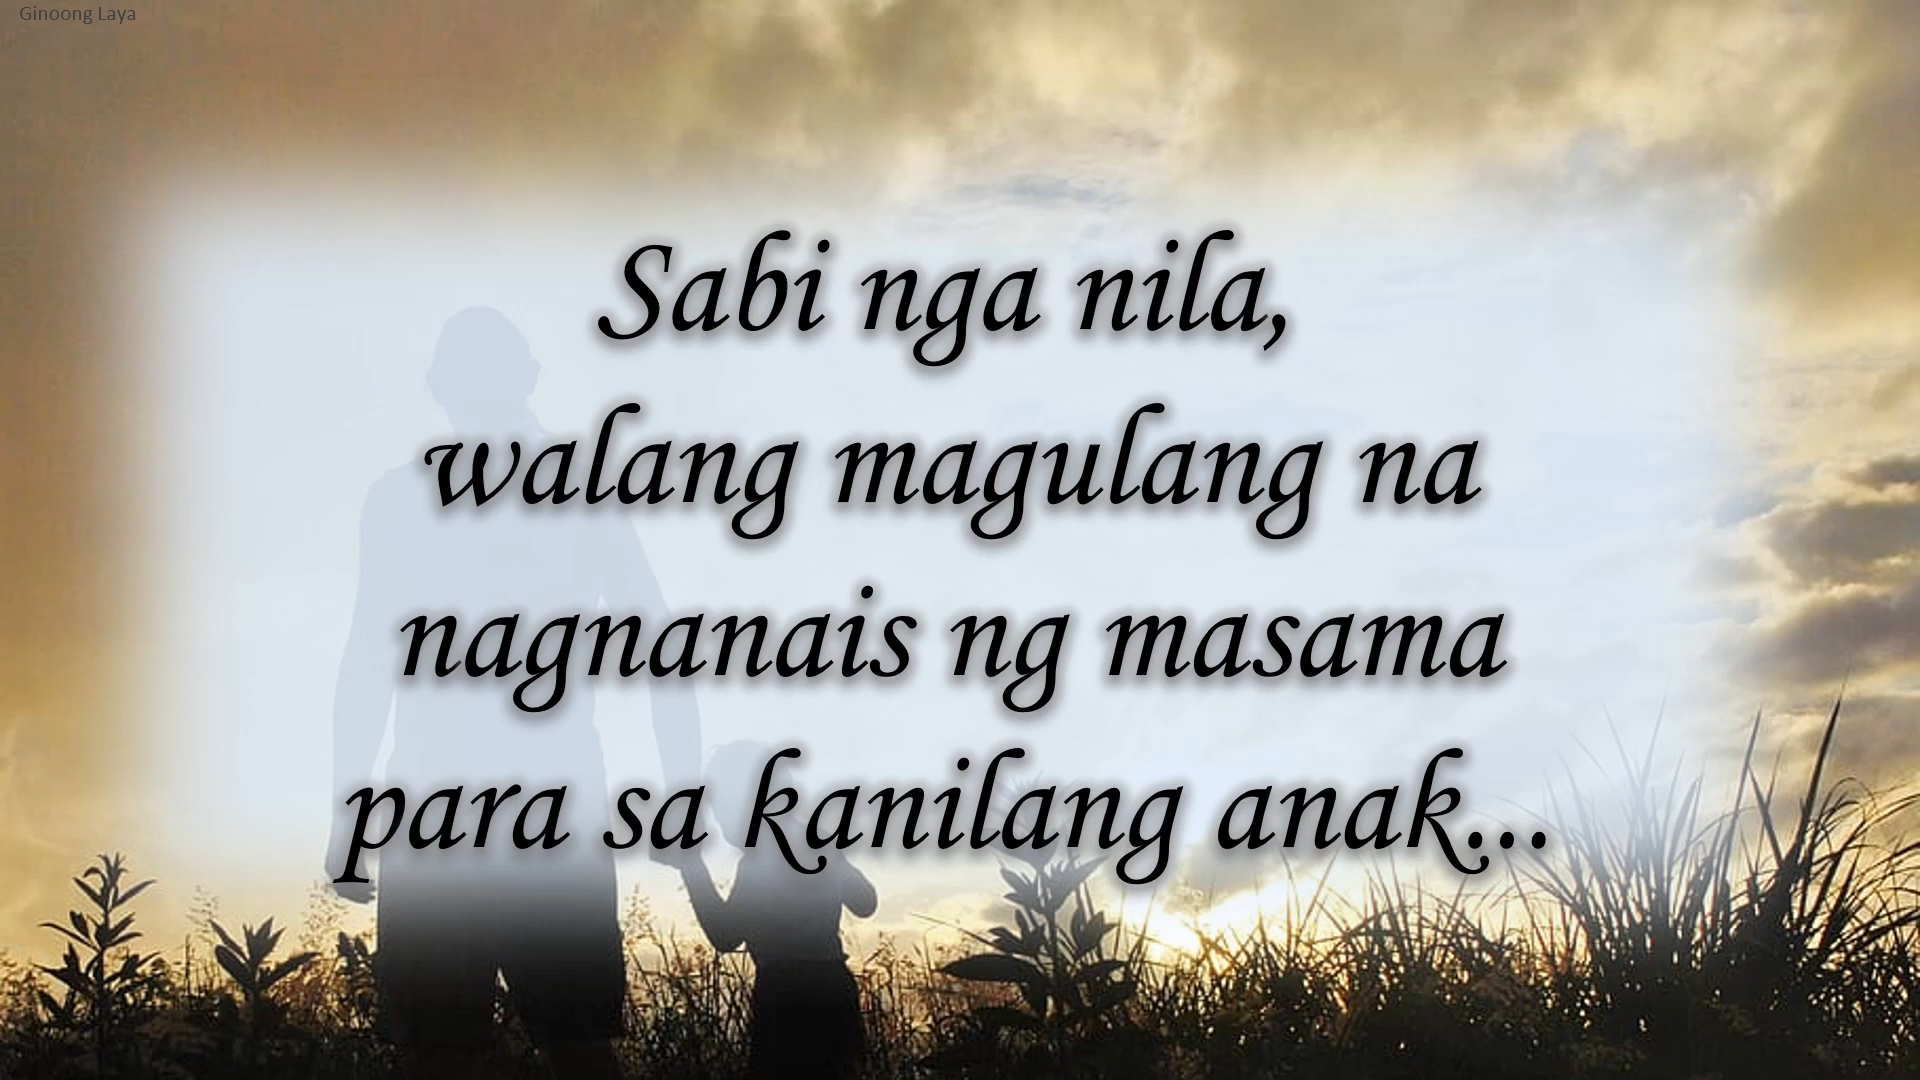 Ginoong Laya
Sabi nga nila,
walang magulang na
nagnanais ng masama
para sa kanilang anak...